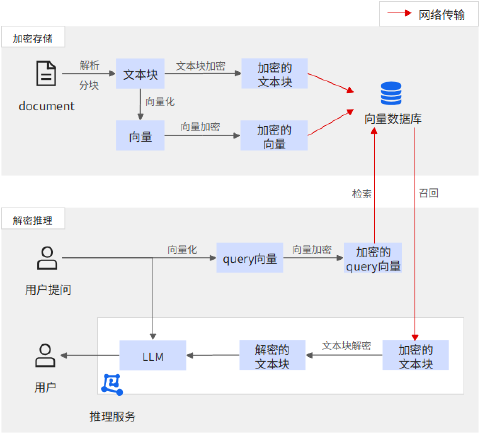 网络传输
加密存储
解析
分块
document
文本块
文本块加密
加密的
文本块
向量化
向量
向量加密
加密的
向量
向量数据库
检索
召回
解密推理
用户提问
向量化
query向量
向量加密
加密的
query向量
用户
LLM
解密的
文本块
文本块解密
加密的
文本块
推理服务